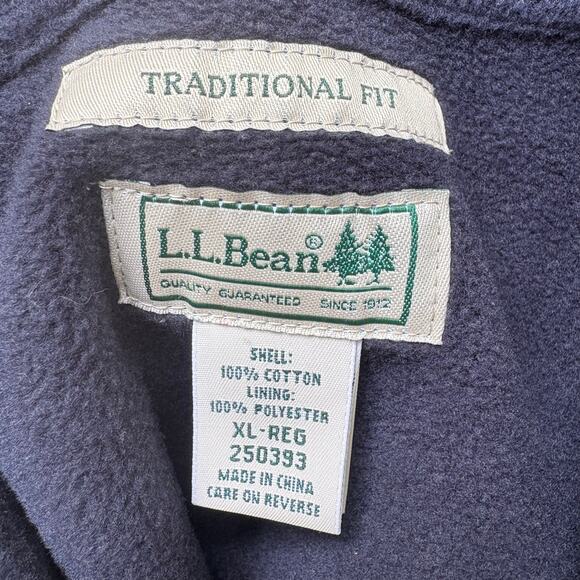 TRADITIONAL FIT
L.L.Bean®
QUALITY GUARANTEED SINCE 1912
SHELL:
100% COTTON
LINING:
100% POLYESTER
XL-REG
250393
MADE IN CHINA
CARE ON REVERSE